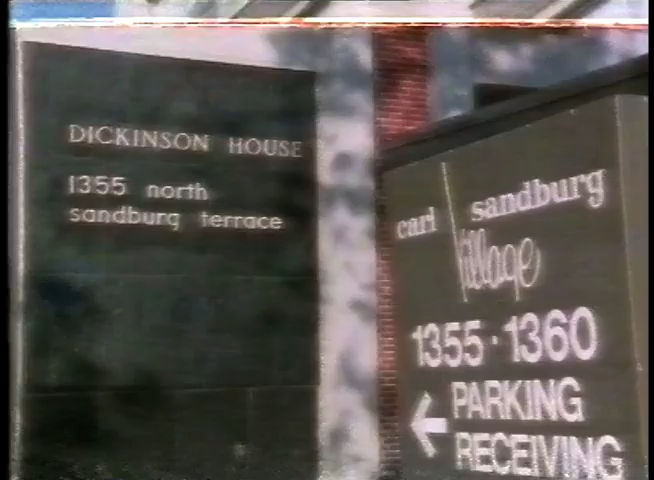 DICKINSON HOUSE
1355 north
sandburg terrace
carl sandburg
Village
1355·1360
← PARKING
RECEIVING